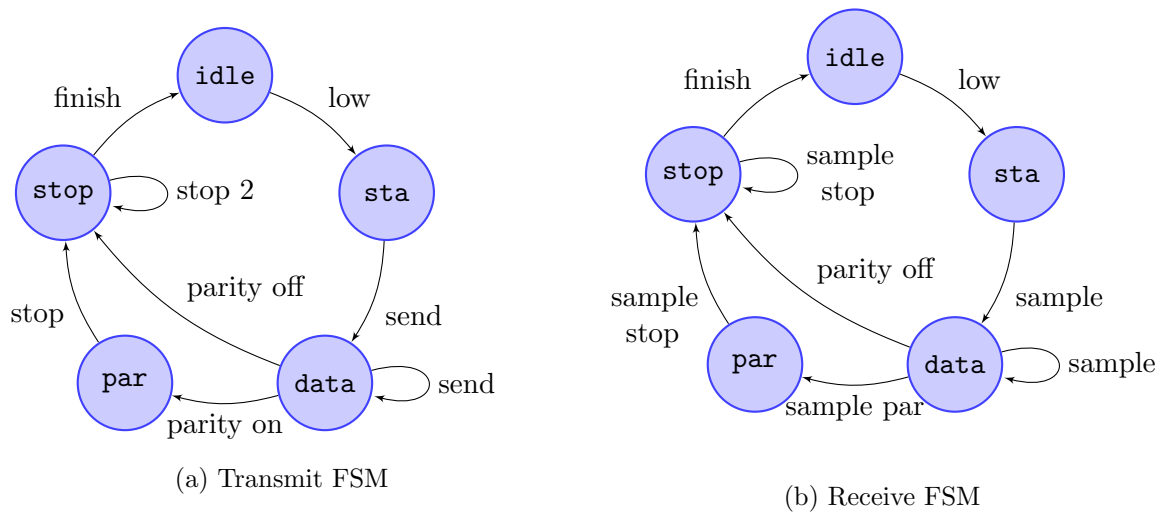 idle
finish
low
stop
stop 2
sta
parity off
stop
send
par
data
send
parity on
(a) Transmit FSM
idle
finish
low
stop
sample
stop
sta
parity off
sample
stop
sample
par
data
sample
sample par
(b) Receive FSM